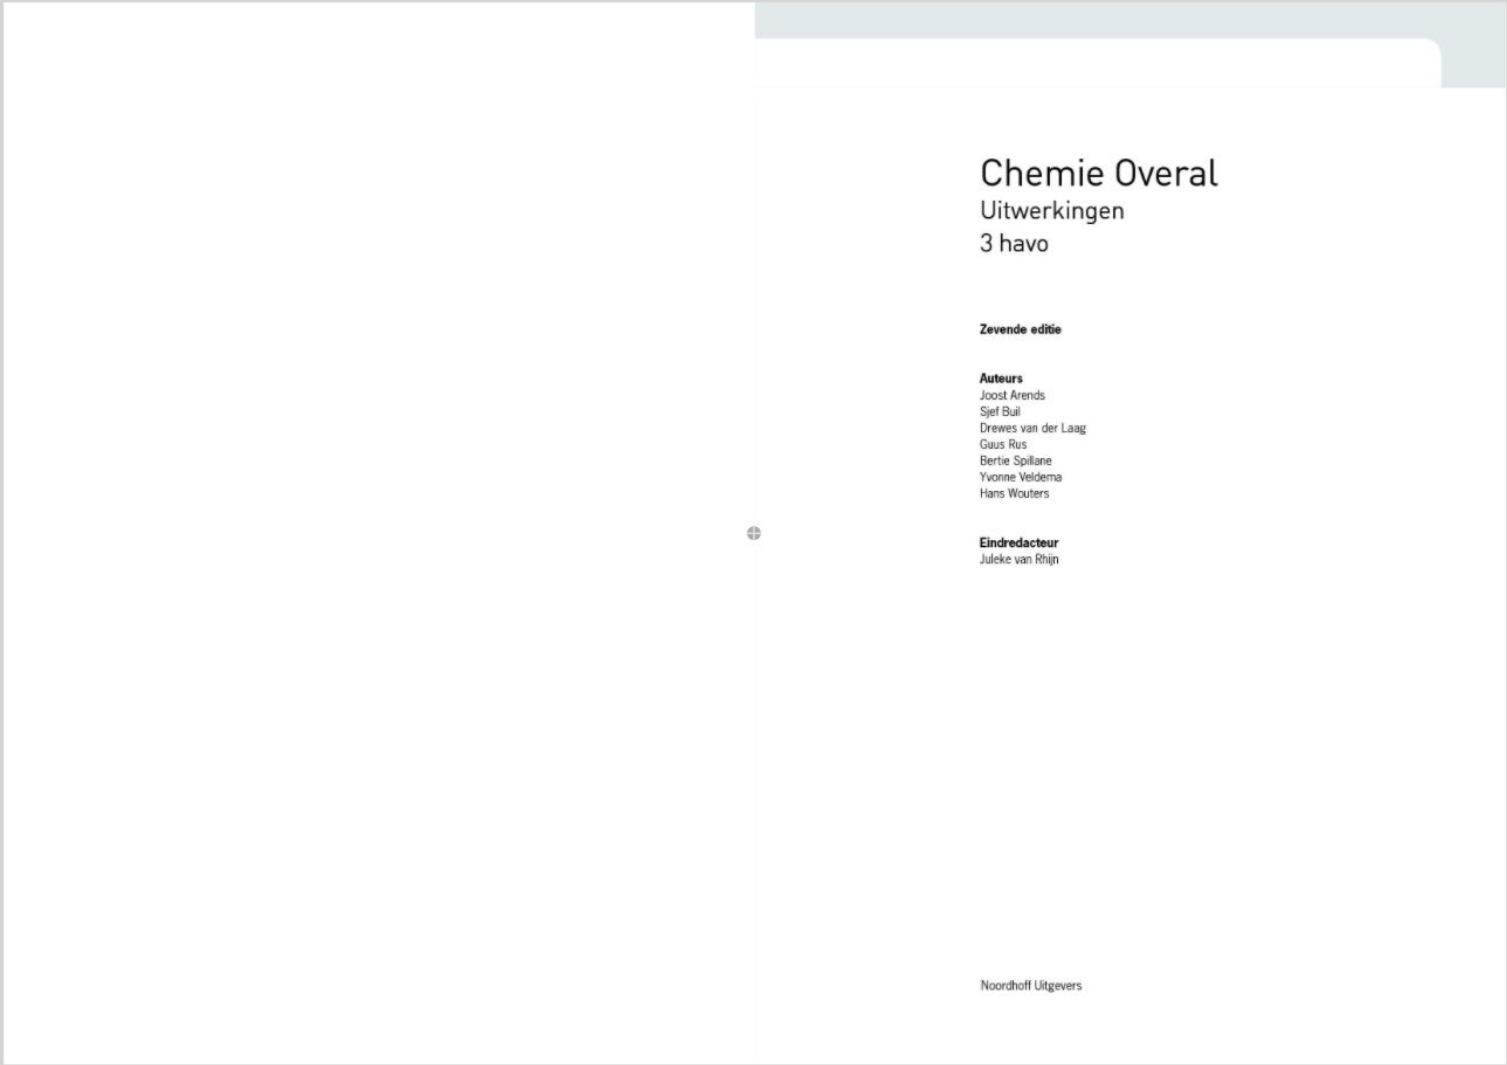 Chemie Overal
Uitwerkingen
3 havo
Zevende editie
Auteurs
Joost Arends
Sjef Buil
Drewes van der Laag
Guus Rus
Bertie Spillane
Yvonne Veldema
Hans Wouters
Eindredacteur
Juleke van Rhijn
Noordhoff Uitgevers